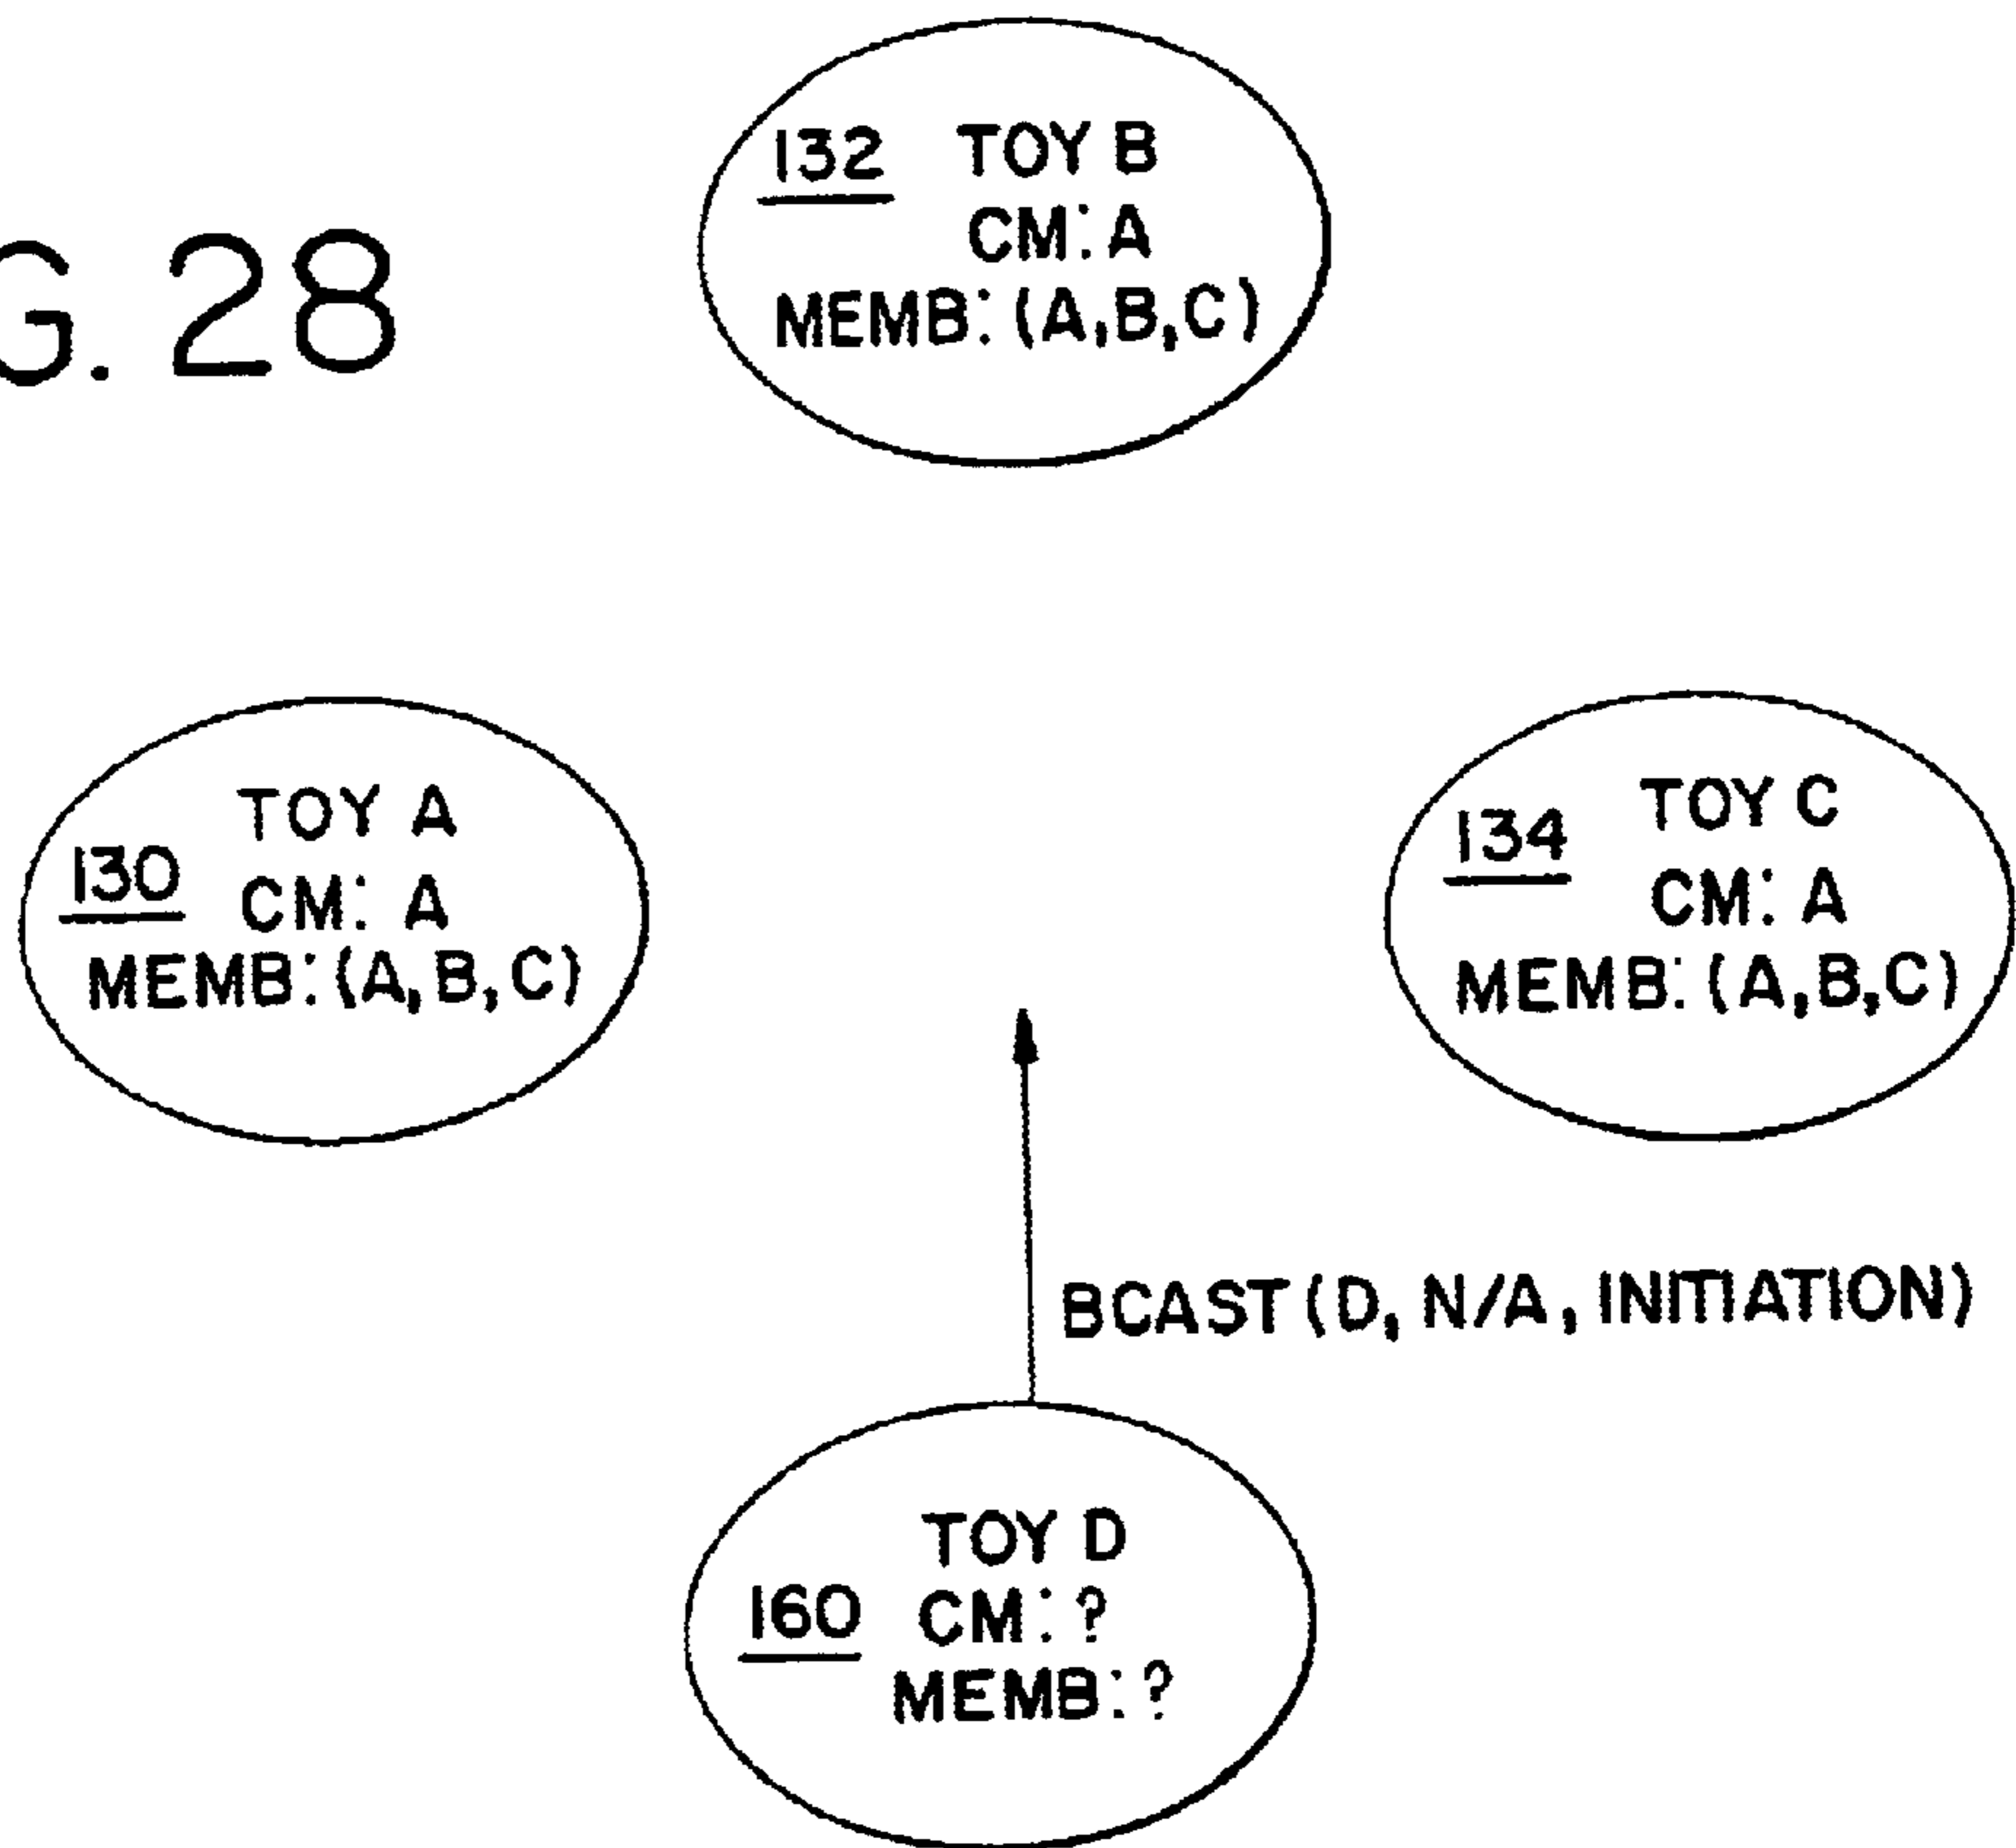 G. 28
132 TOY B
CM: A
MEMB: (A,B,C)
TOY A
130 CM: A
MEMB: (A,B,C)
TOY C
134 CM: A
MEMB: (A,B,C)
BCAST (D, N/A, INITIATION)
TOY D
160 CM: ?
MEMB: ?